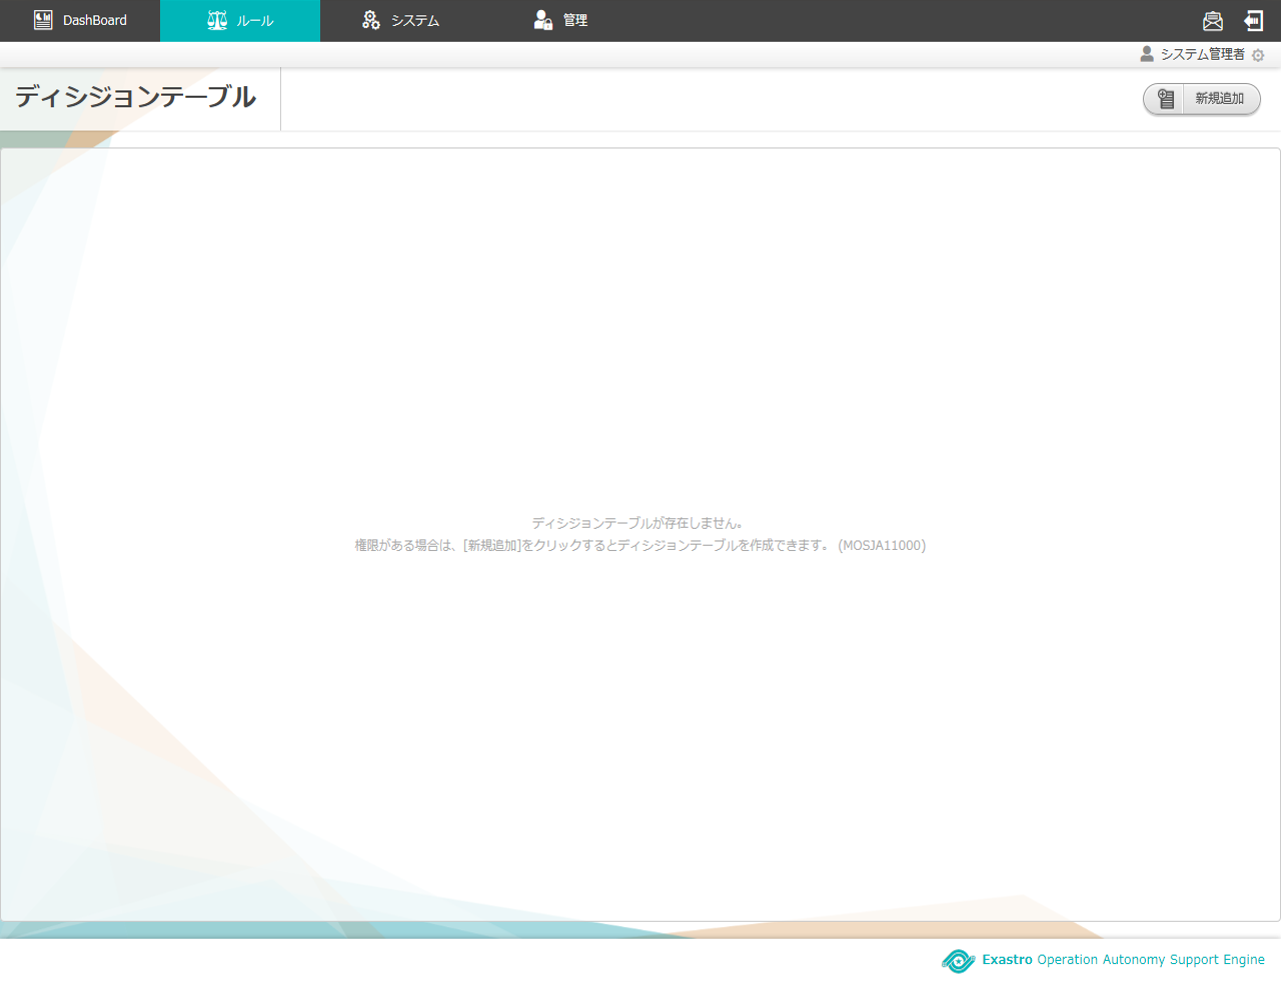 DashBoard
ルール
システム
管理
システム管理者
ディシジョンテーブル
新規追加
ディシジョンテーブルが存在しません。
権限がある場合は、[新規追加]をクリックするとディシジョンテーブルを作成できます。 (MOSJA11000)
Exastro Operation Autonomy Support Engine